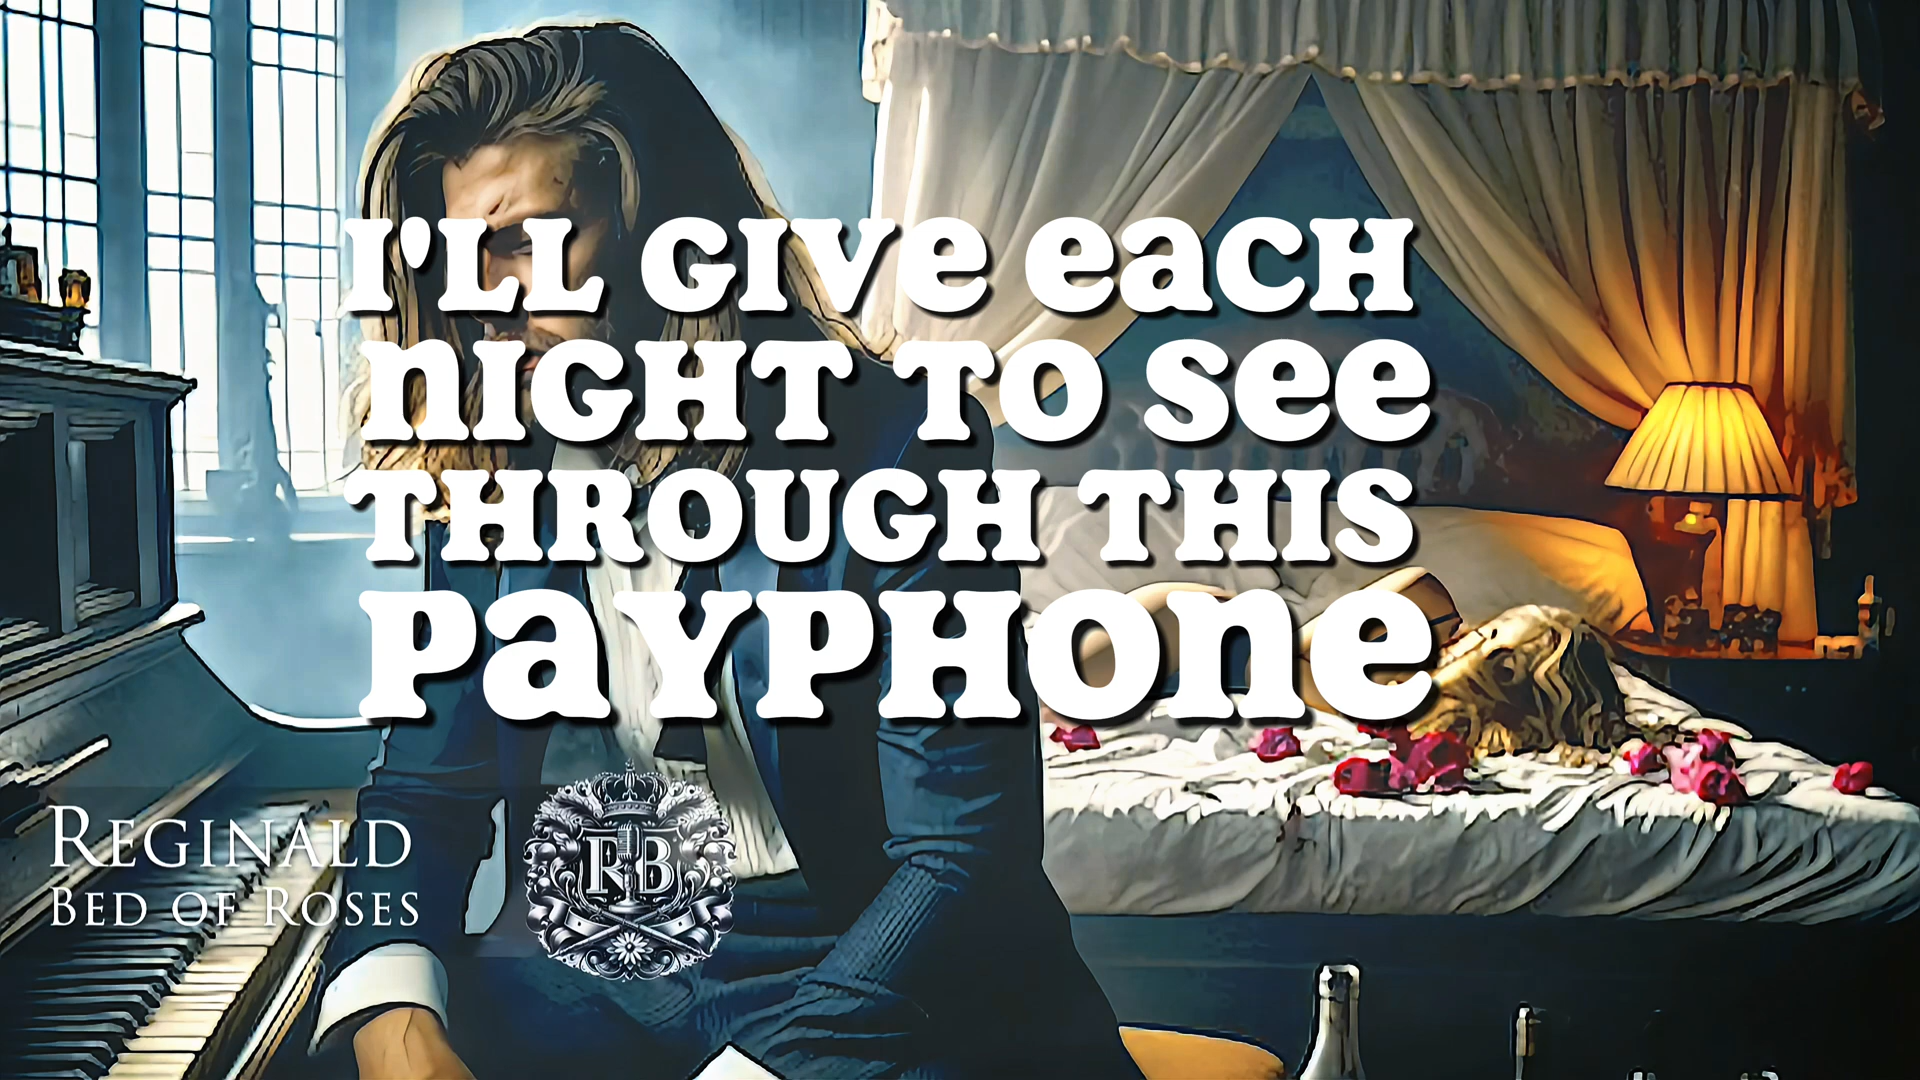 I'LL GIVE EACH
NIGHT TO SEE
THROUGH THIS
PAYPHONE
REGINALD
BED OF ROSES
RB